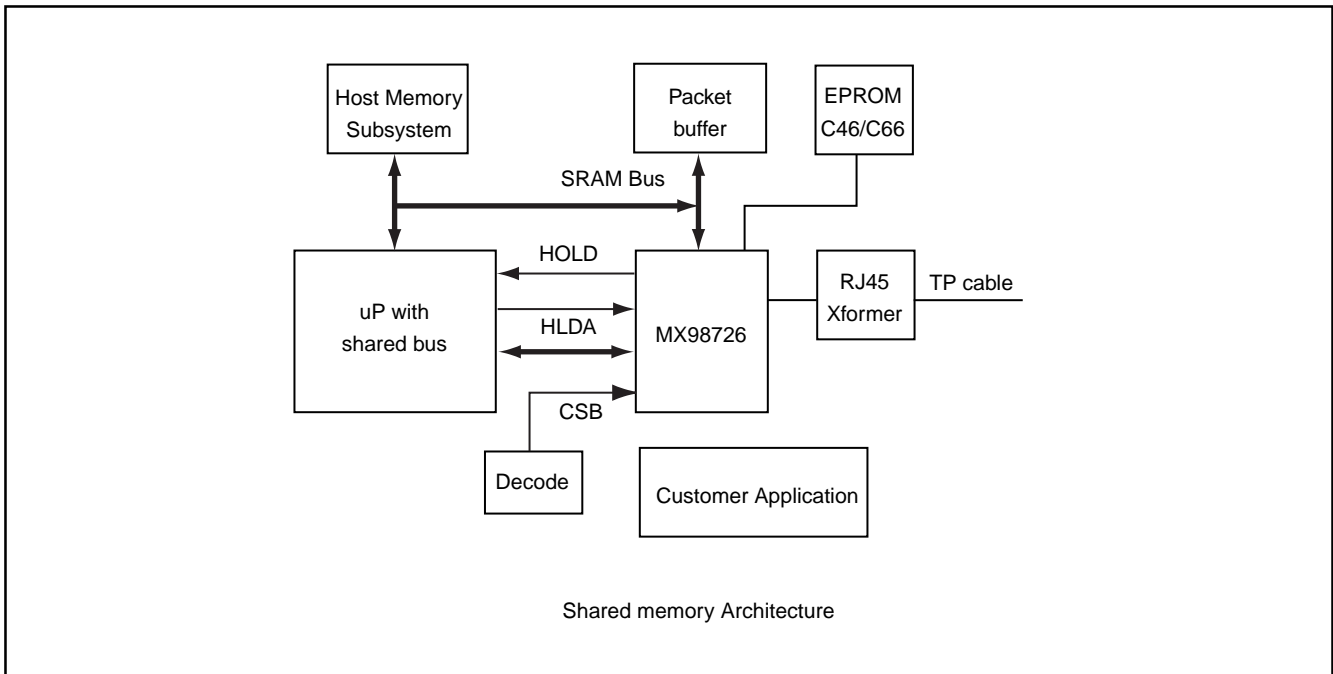 Host Memory
Subsystem
Packet
buffer
EPROM
C46/C66
SRAM Bus
HOLD
uP with
shared bus
HLDA
MX98726
RJ45
Xformer
TP cable
CSB
Decode
Customer Application
Shared memory Architecture